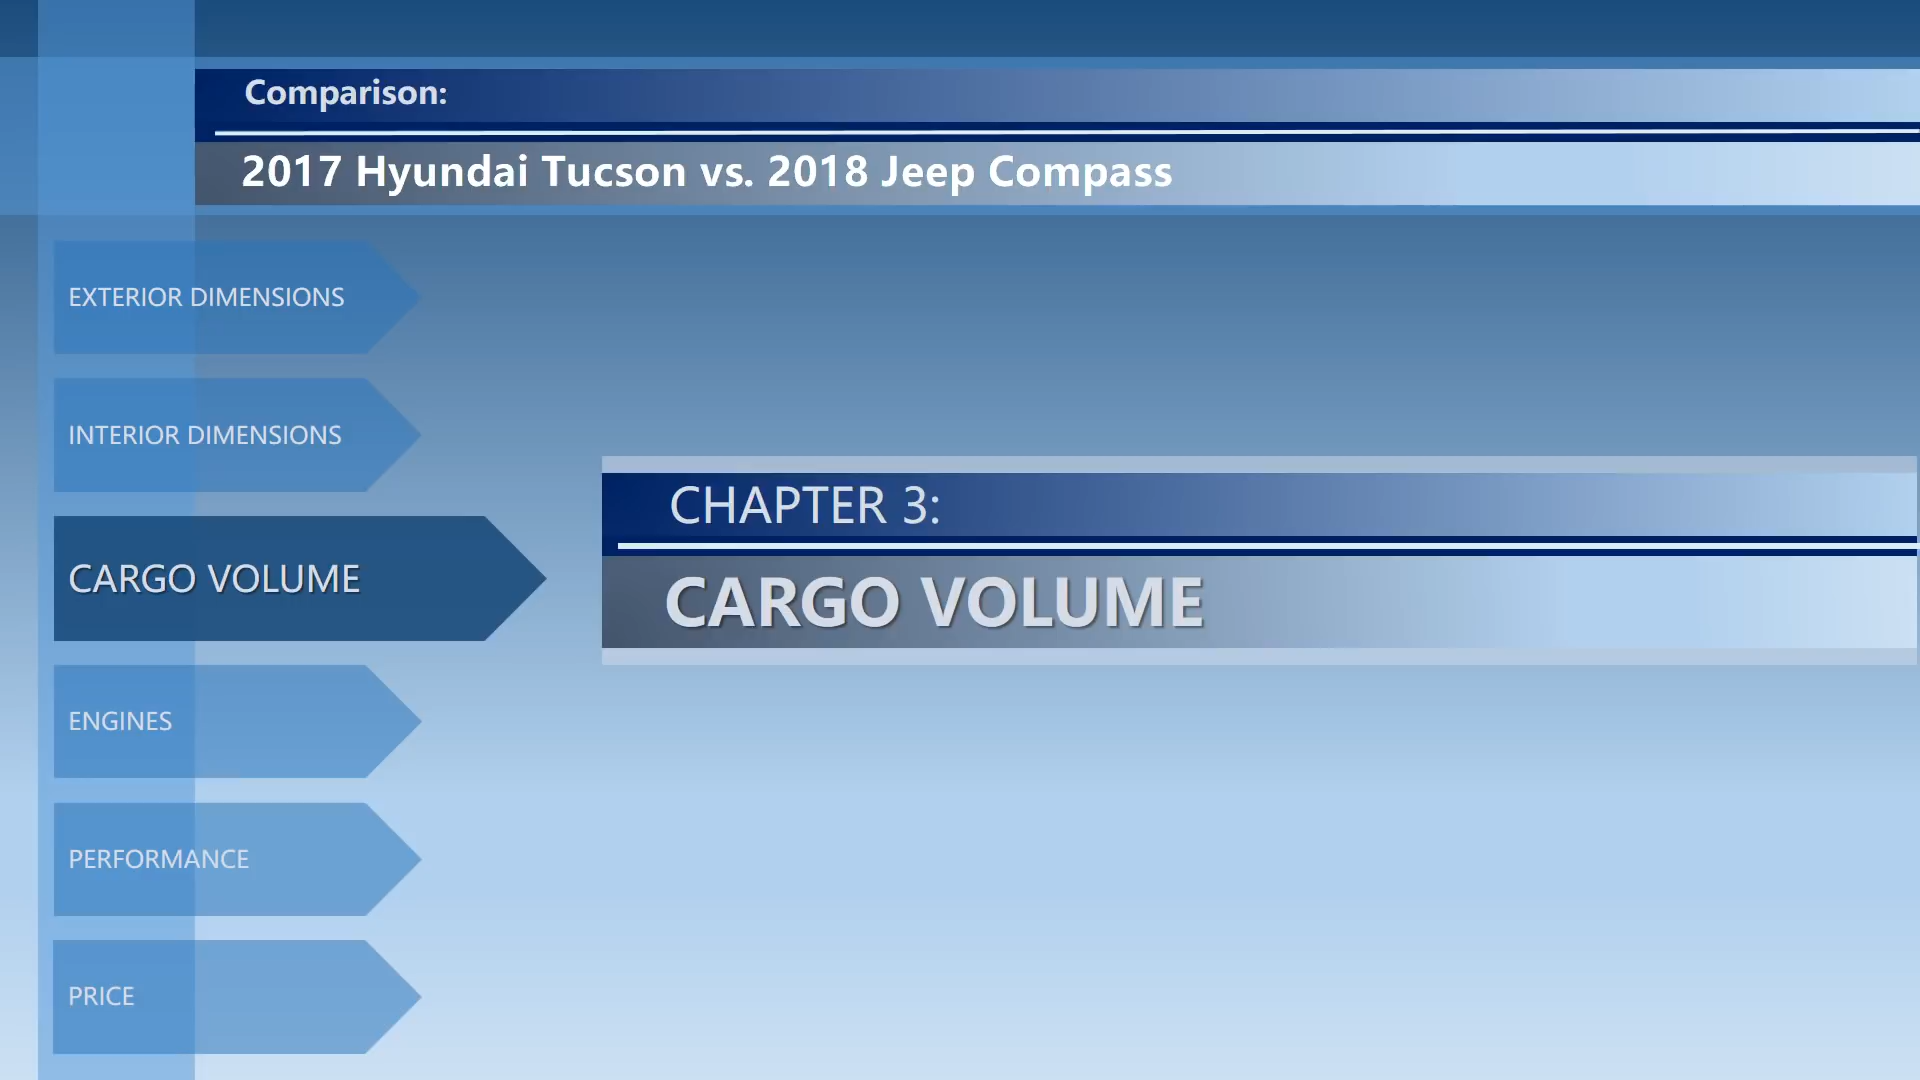 Comparison:
2017 Hyundai Tucson vs. 2018 Jeep Compass
EXTERIOR DIMENSIONS
INTERIOR DIMENSIONS
CARGO VOLUME
ENGINES
PERFORMANCE
PRICE
CHAPTER 3:
CARGO VOLUME